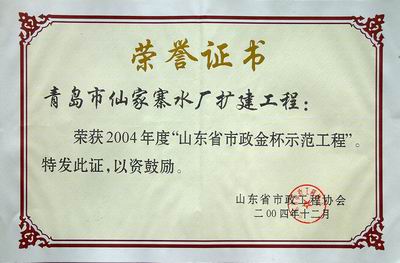 荣誉证书
青岛市仙家寨水厂扩建工程：
荣获2004年度“山东省市政金杯示范工程”。
特发此证，以资鼓励。
山东省市政工程协会
二00四年十二月